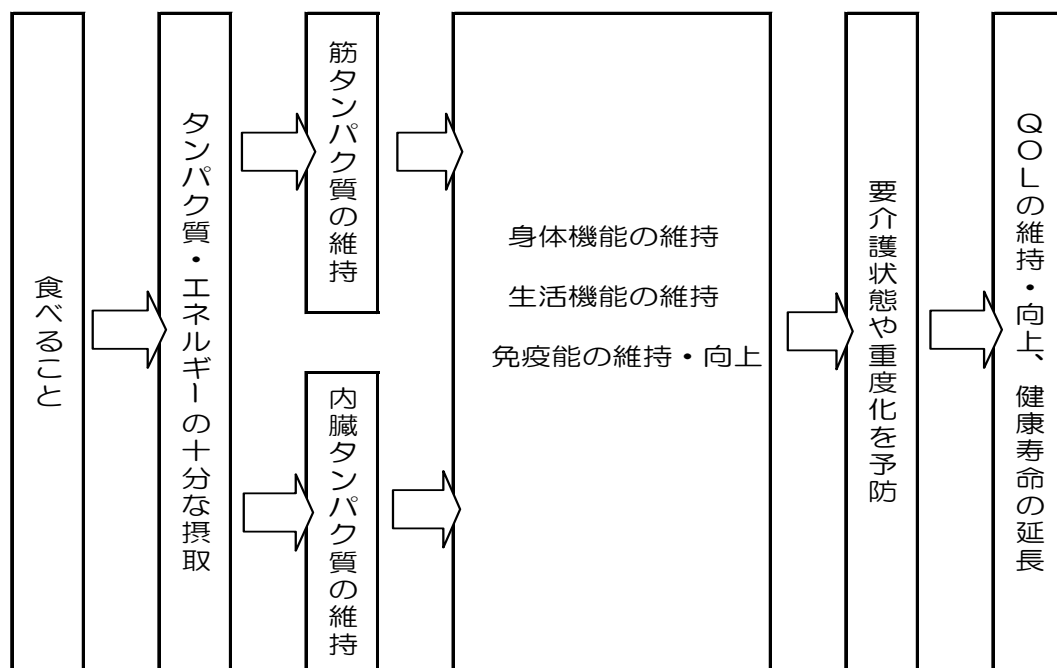 食べること
タンパク質・エネルギーの十分な摂取
筋タンパク質の維持
内臓タンパク質の維持
身体機能の維持
生活機能の維持
免疫能の維持・向上
要介護状態や重度化を予防
QOLの維持・向上、健康寿命の延長